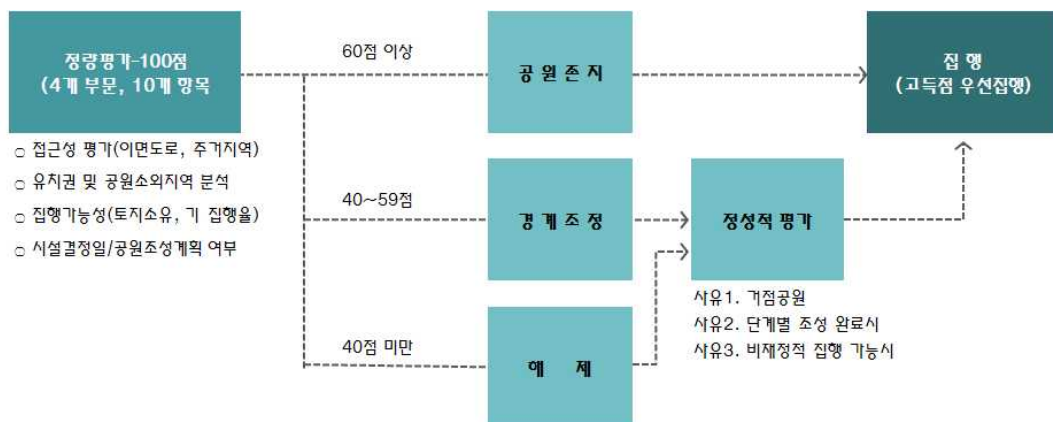 정량평가-100점
(4개 부문, 10개 항목
○ 접근성 평가(이면도로, 주거지역)
○ 유치권 및 공원소외지역 분석
○ 집행가능성(토지소유, 기 집행율)
○ 시설결정일/공원조성계획 여부
60점 이상
공원존지
집 행
(고득점 우선집행)
40~59점
경계조정
정성적평가
사유1. 거점공원
사유2. 단계별 조성 완료시
사유3. 비재정적 집행 가능시
40점 미만
해 제